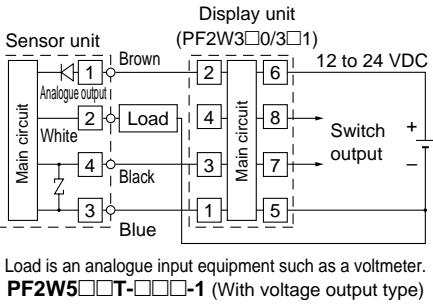 Display unit
Sensor unit
(PF2W3□0/3□1)
Brown
12 to 24 VDC
1
2
6
Analogue output
2
Load
4
8
Switch
output
+
–
White
Main circuit
Main circuit
4
Black
3
7
3
Blue
1
5
Load is an analogue input equipment such as a voltmeter.
PF2W5□□T-□□□-1 (With voltage output type)